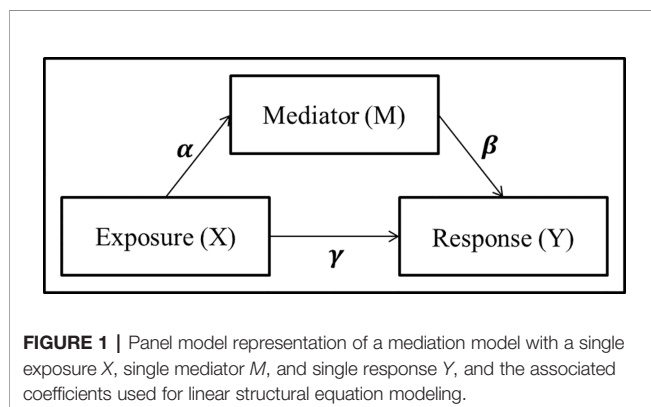 Mediator (M)
α
β
Exposure (X)
Response (Y)
γ
FIGURE 1 | Panel model representation of a mediation model with a single
exposure X, single mediator M, and single response Y, and the associated
coefficients used for linear structural equation modeling.